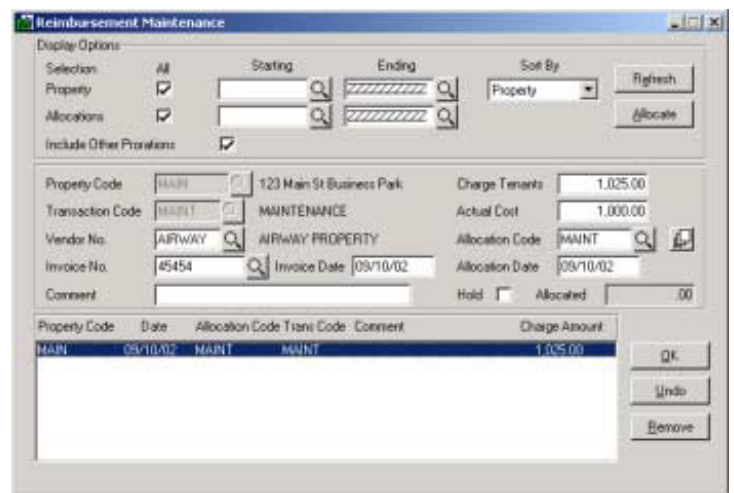 Reimbursement Maintenance
Display Options
Selection All Starting Ending Sort By
Property ZZZZZZZZZZ Property Refresh
Allocations ZZZZZZZZZZ Allocate
Include Other Prorations
Property Code MAIN 123 Main St Business Park Charge Tenants 1,025.00
Transaction Code MAINT MAINTENANCE Actual Cost 1,000.00
Vendor No. AIRWAY AIRWAY PROPERTY Allocation Code MAINT
Invoice No. 45454 Invoice Date 09/10/02 Allocation Date 09/10/02
Comment Hold Allocated .00
Property Code Date Allocation Code Trans Code Comment Charge Amount
MAIN 09/10/02 MAINT MAINT 1,025.00
OK
Undo
Remove